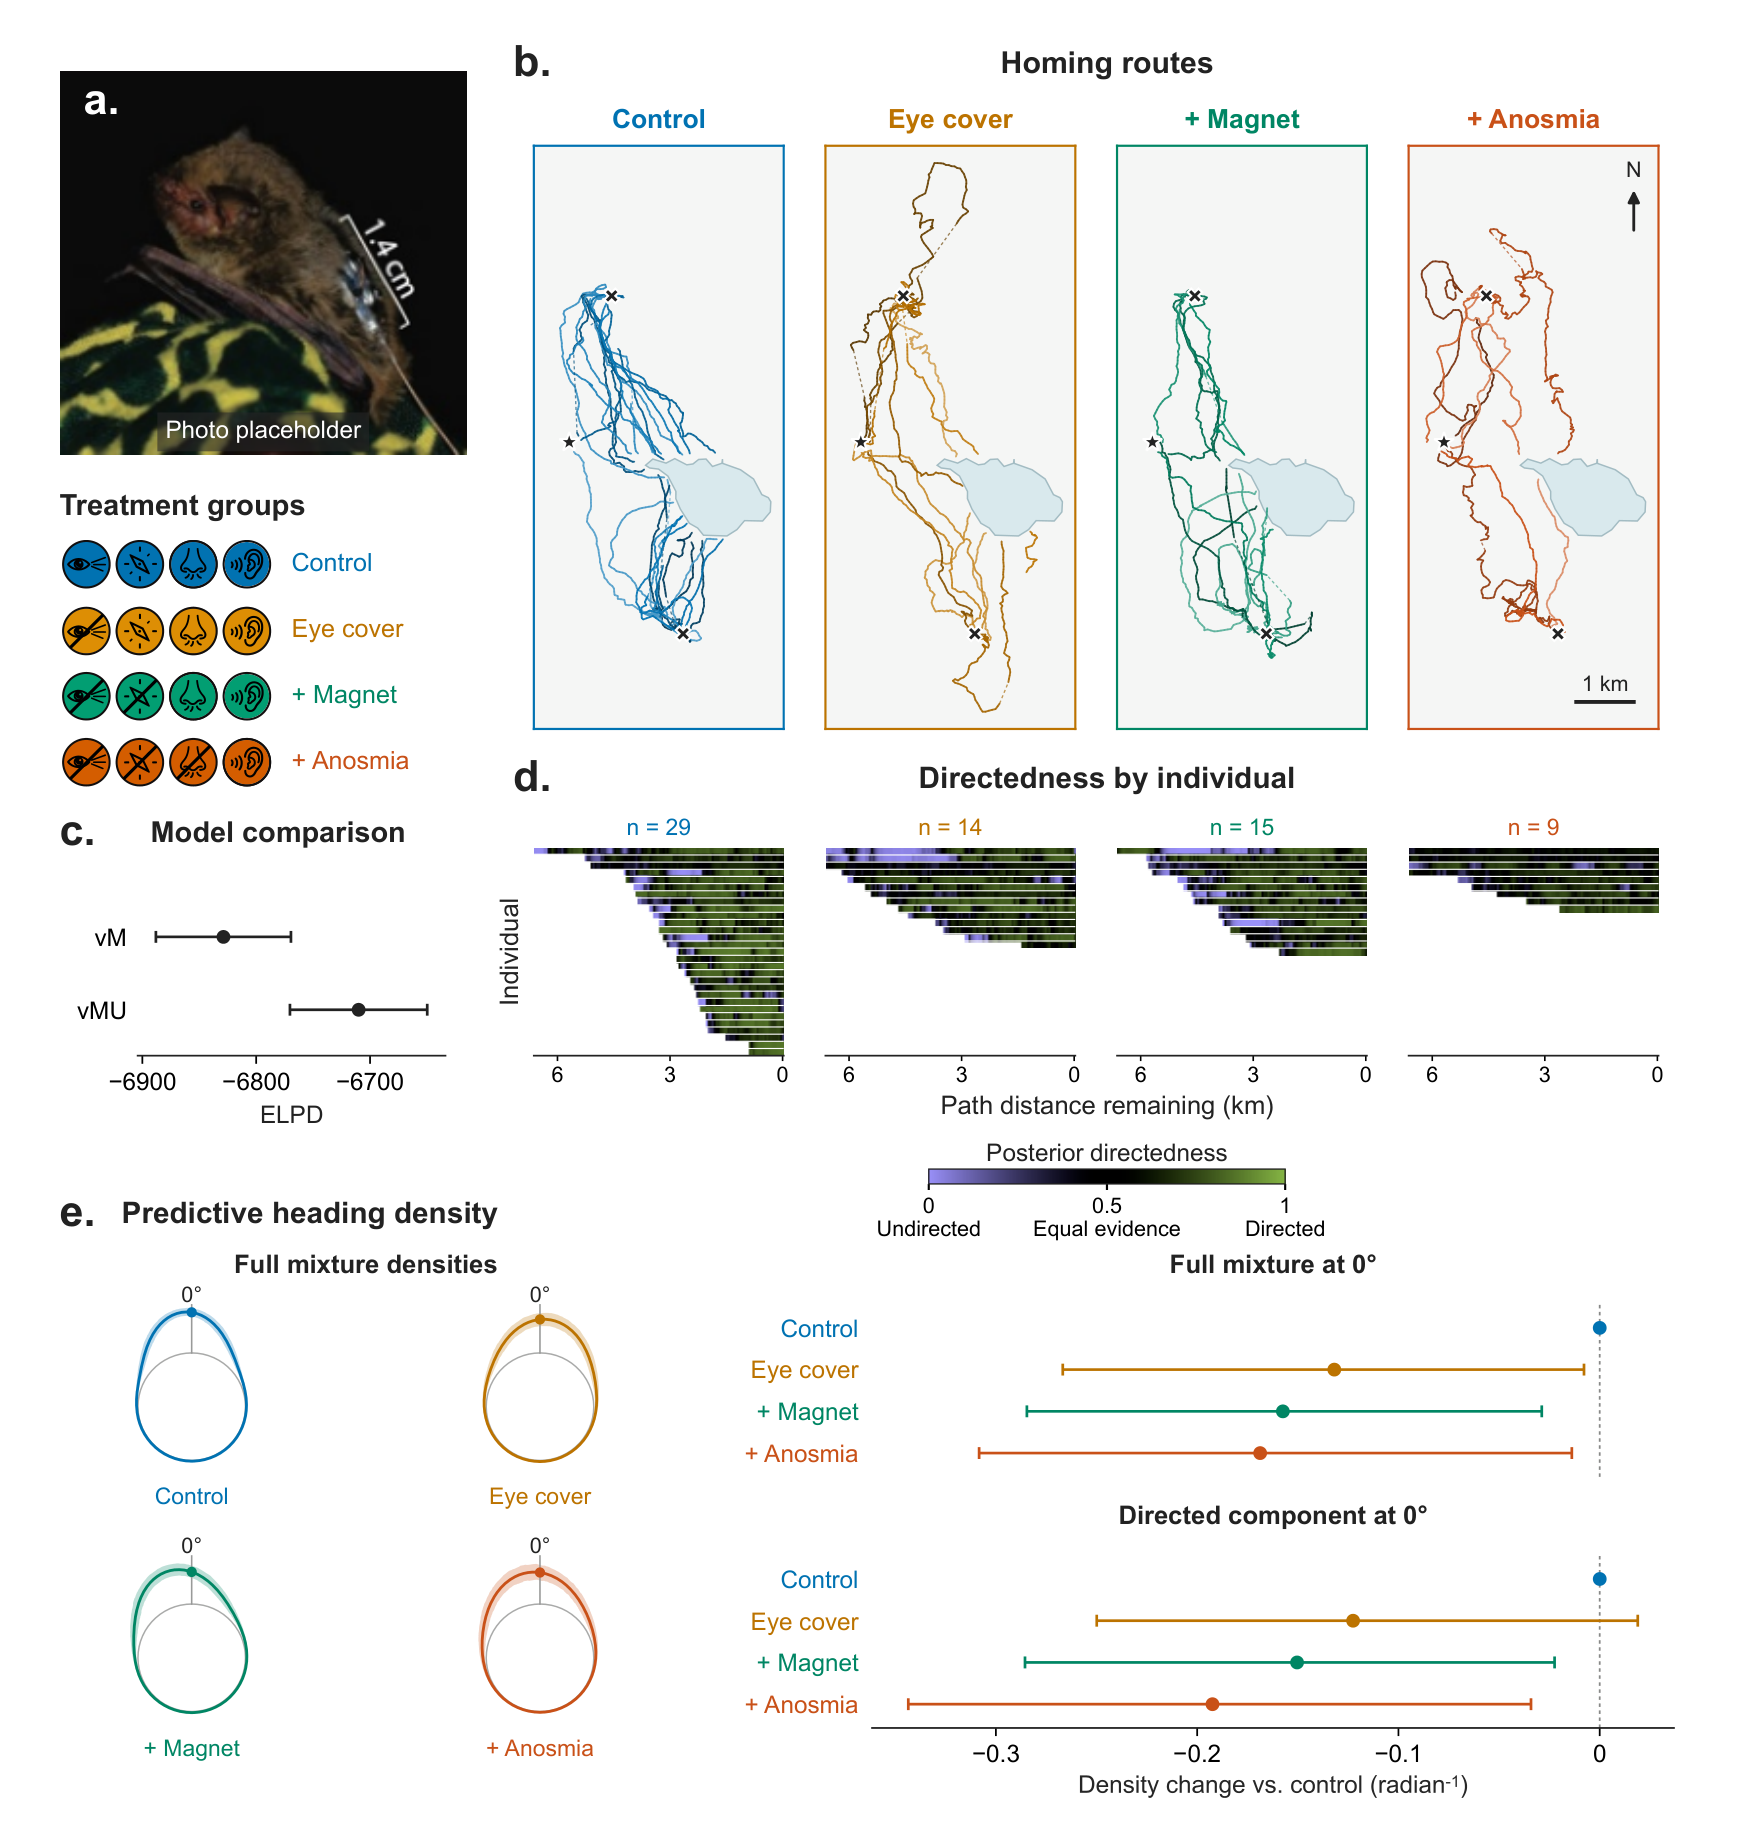 a.
1.4 cm
Photo placeholder
Treatment groups
Control
Eye cover
+ Magnet
+ Anosmia
b.
Homing routes
Control
Eye cover
+ Magnet
+ Anosmia
N
1 km
c.
Model comparison
vM
vMU
−6900
−6800
−6700
ELPD
d.
Directedness by individual
n = 29
n = 14
n = 15
n = 9
Individual
6 3 0
6 3 0
6 3 0
6 3 0
Path distance remaining (km)
Posterior directedness
0 0.5 1
Undirected Equal evidence Directed
e.
Predictive heading density
Full mixture densities
0°
Control
0°
Eye cover
0°
+ Magnet
0°
+ Anosmia
Full mixture at 0°
Control
Eye cover
+ Magnet
+ Anosmia
Directed component at 0°
Control
Eye cover
+ Magnet
+ Anosmia
−0.3 −0.2 −0.1 0
Density change vs. control (radian⁻¹)